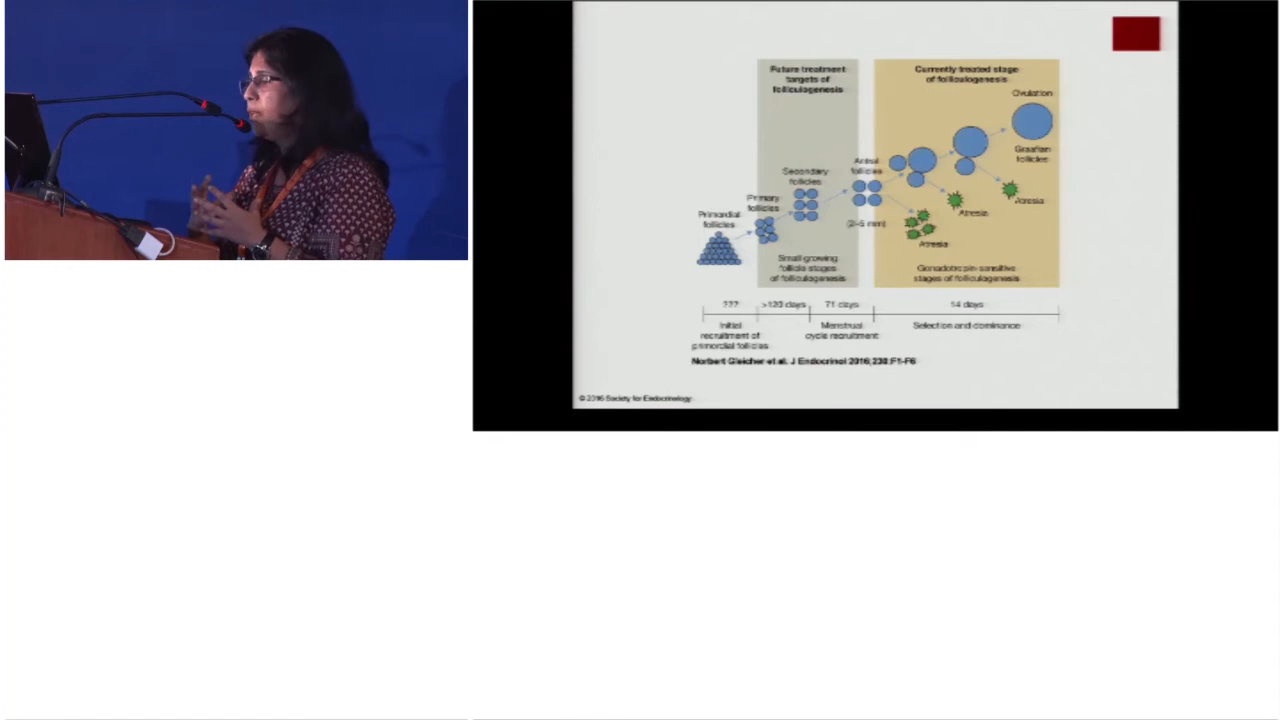 Future treatment
targets of
folliculogenesis
Currently treated stage
of folliculogenesis
Ovulation
Graafian
follicles
Antral
follicles
Secondary
follicles
Primary
follicles
Primordial
follicles
Atresia
Atresia
(2–5 mm)
Atresia
Small-growing
follicle stages
of folliculogenesis
Gonadotropin-sensitive
stages of folliculogenesis
??? >120 days 71 days 14 days
Initial
recruitment of
primordial follicles
Menstrual
cycle recruitment
Selection and dominance
Norbert Gleicher et al. J Endocrinol 2016;230:F1-F6
© 2016 Society for Endocrinology